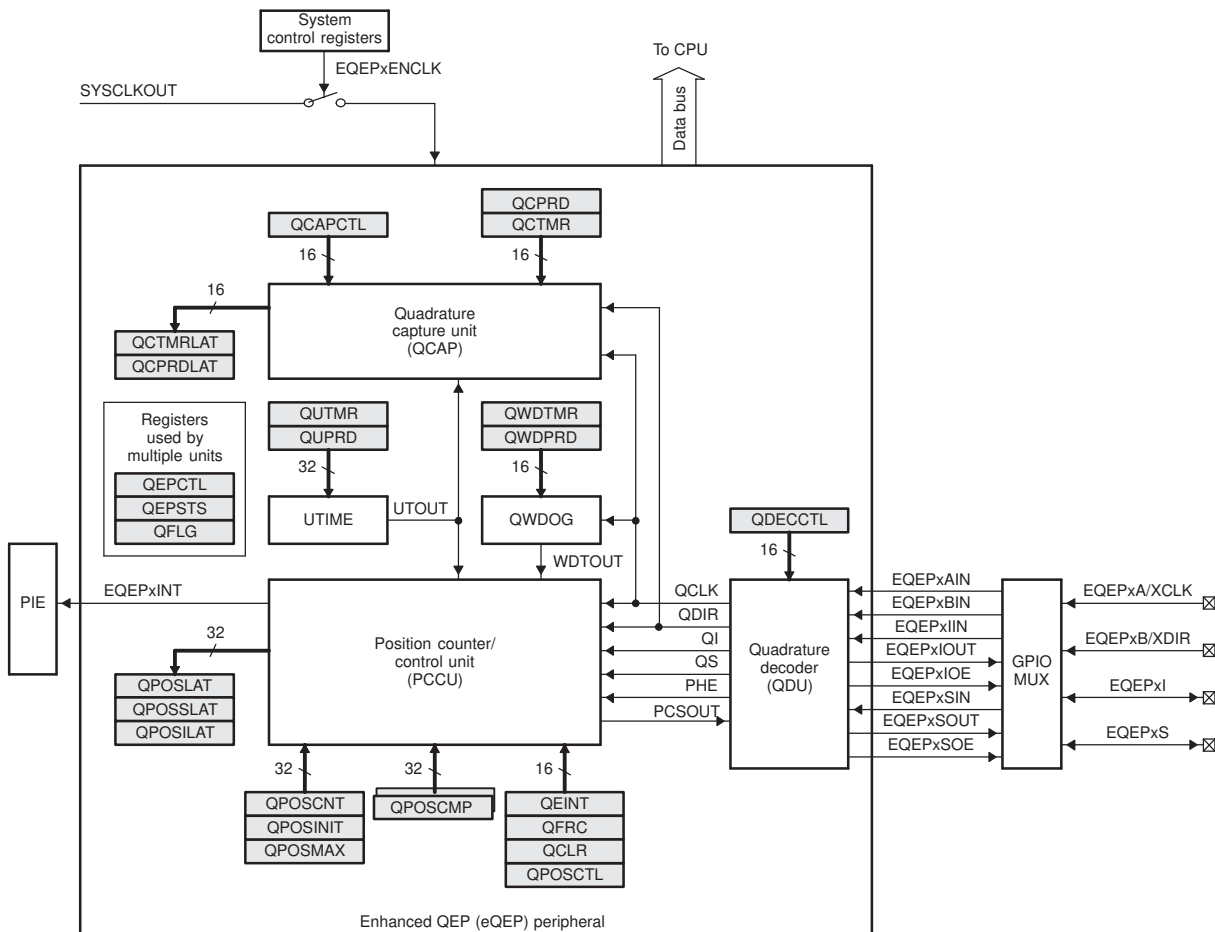 System
control registers
To CPU
EQEPxENCLK
SYSCLKOUT
Data bus
QCPRD
QCAPCTL
QCTMR
16
16
16
Quadrature
capture unit
(QCAP)
QCTMRLAT
QCPRDLAT
Registers
used by
multiple units
QEPCTL
QEPSTS
QFLG
QUTMR
QUPRD
32
QWDTMR
QWDPRD
16
UTIME
UTOUT
QWDOG
WDTOUT
QDECCTL
16
PIE
EQEPxINT
32
Position counter/
control unit
(PCCU)
QPOSLAT
QPOSSLAT
QPOSILAT
QCLK
QDIR
QI
QS
PHE
PCSOUT
Quadrature
decoder
(QDU)
EQEPxAIN
EQEPxBIN
EQEPxIIN
EQEPxIOUT
EQEPxIOE
EQEPxSIN
EQEPxSOUT
EQEPxSOE
GPIO
MUX
EQEPxA/XCLK
EQEPxB/XDIR
EQEPxI
EQEPxS
32
32
16
QPOSCNT
QPOSINIT
QPOSMAX
QPOSCMP
QEINT
QFRC
QCLR
QPOSCTL
Enhanced QEP (eQEP) peripheral